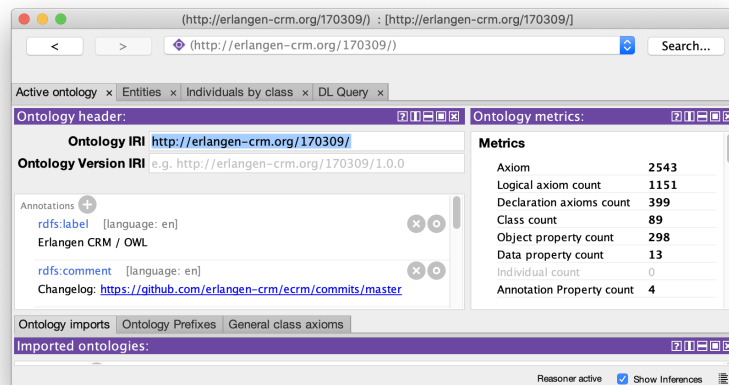 (http://erlangen-crm.org/170309/) : [http://erlangen-crm.org/170309/]
< > (http://erlangen-crm.org/170309/) Search...
Active ontology × Entities × Individuals by class × DL Query ×
Ontology header:
Ontology IRI http://erlangen-crm.org/170309/
Ontology Version IRI e.g. http://erlangen-crm.org/170309/1.0.0
Annotations +
rdfs:label [language: en]
Erlangen CRM / OWL
rdfs:comment [language: en]
Changelog: https://github.com/erlangen-crm/ecrm/commits/master
Ontology metrics:
Metrics
Axiom 2543
Logical axiom count 1151
Declaration axioms count 399
Class count 89
Object property count 298
Data property count 13
Individual count 0
Annotation Property count 4
Ontology imports Ontology Prefixes General class axioms
Imported ontologies:
Reasoner active Show Inferences